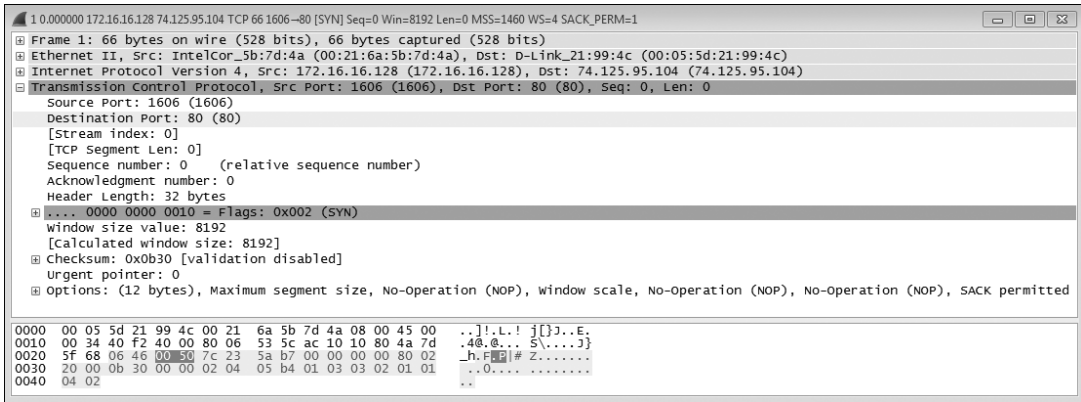 1 0.000000 172.16.16.128 74.125.95.104 TCP 66 1606→80 [SYN] Seq=0 Win=8192 Len=0 MSS=1460 WS=4 SACK_PERM=1
Frame 1: 66 bytes on wire (528 bits), 66 bytes captured (528 bits)
Ethernet II, Src: IntelCor_5b:7d:4a (00:21:6a:5b:7d:4a), Dst: D-Link_21:99:4c (00:05:5d:21:99:4c)
Internet Protocol Version 4, Src: 172.16.16.128 (172.16.16.128), Dst: 74.125.95.104 (74.125.95.104)
Transmission Control Protocol, Src Port: 1606 (1606), Dst Port: 80 (80), Seq: 0, Len: 0
Source Port: 1606 (1606)
Destination Port: 80 (80)
[Stream index: 0]
[TCP Segment Len: 0]
Sequence number: 0    (relative sequence number)
Acknowledgment number: 0
Header Length: 32 bytes
.... 0000 0000 0010 = Flags: 0x002 (SYN)
Window size value: 8192
[Calculated window size: 8192]
Checksum: 0x0b30 [validation disabled]
Urgent pointer: 0
Options: (12 bytes), Maximum segment size, No-Operation (NOP), Window scale, No-Operation (NOP), No-Operation (NOP), SACK permitted
0000  00 05 5d 21 99 4c 00 21  6a 5b 7d 4a 08 00 45 00  ..]!.L.! j[}J..E.
0010  00 34 40 f2 40 00 80 06  53 5c ac 10 10 80 4a 7d  .4@.@... S\....J}
0020  5f 68 06 46 00 50 7c 23  5a b7 00 00 00 00 80 02  _h.F.P|# Z.......
0030  20 00 0b 30 00 00 02 04  05 b4 01 03 03 02 01 01   ..0.... ........
0040  04 02  ..